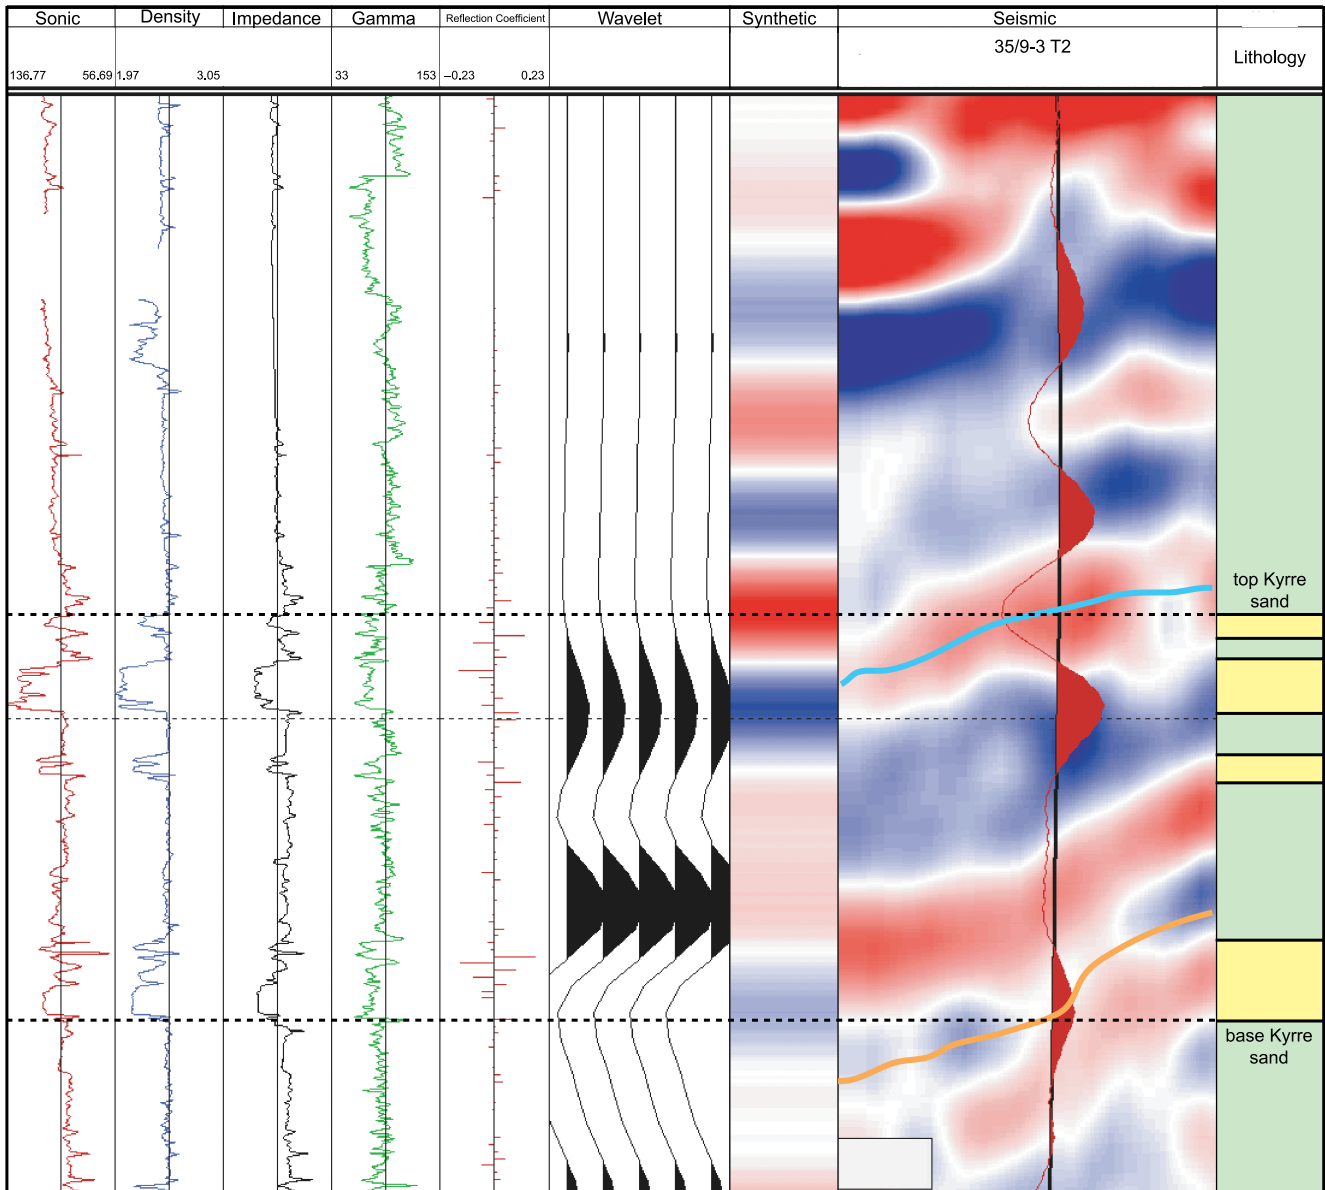 Sonic Density Impedance Gamma Reflection Coefficient Wavelet Synthetic Seismic
35/9-3 T2
Lithology
136.77 56.69 1.97 3.05 33 153 −0.23 0.23
top Kyrre
sand
base Kyrre
sand